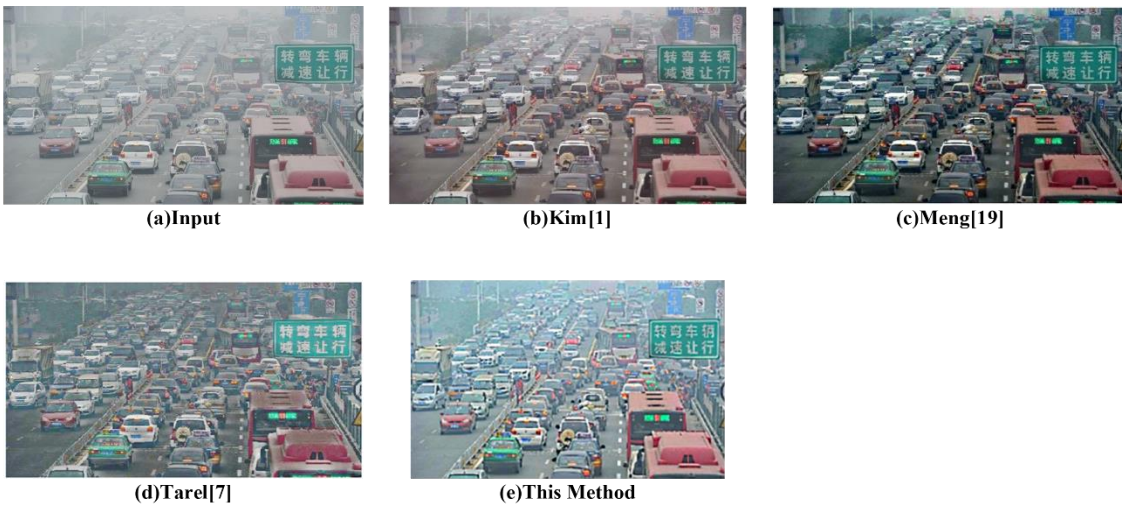 转弯车辆
减速让行
转弯车辆
减速让行
转弯车辆
减速让行
(a)Input
(b)Kim[1]
(c)Meng[19]
转弯车辆
减速让行
转弯车辆
减速让行
(d)Tarel[7]
(e)This Method